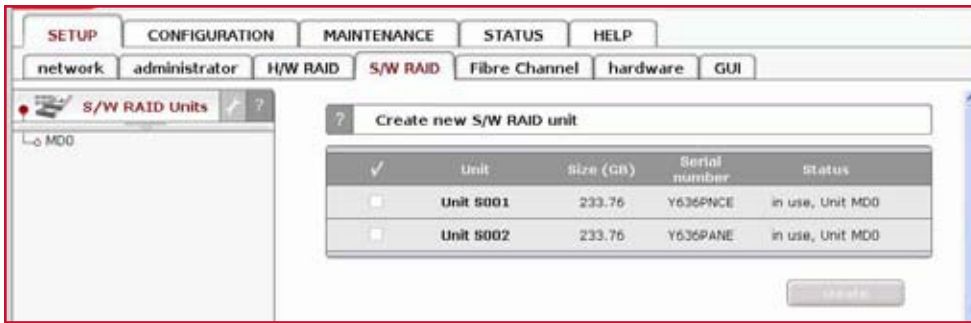 SETUP CONFIGURATION MAINTENANCE STATUS HELP
network administrator H/W RAID S/W RAID Fibre Channel hardware GUI
S/W RAID Units ?
MD0
? Create new S/W RAID unit
Unit Size (GB) Serial number Status
Unit S001 233.76 Y636PNCE in use, Unit MD0
Unit S002 233.76 Y636PANE in use, Unit MD0
create